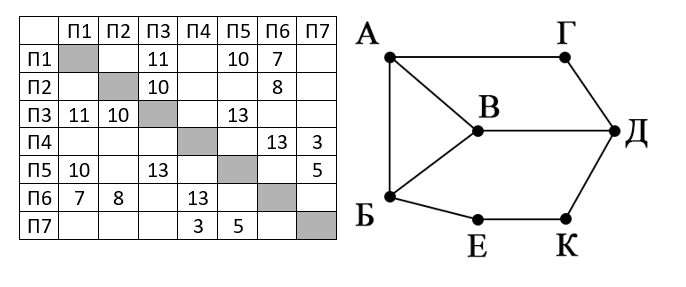 П1 П2 П3 П4 П5 П6 П7
П1 11 10 7
П2 10 8
П3 11 10 13
П4 13 3
П5 10 13 5
П6 7 8 13
П7 3 5
А Г
В
Д
Б
Е К